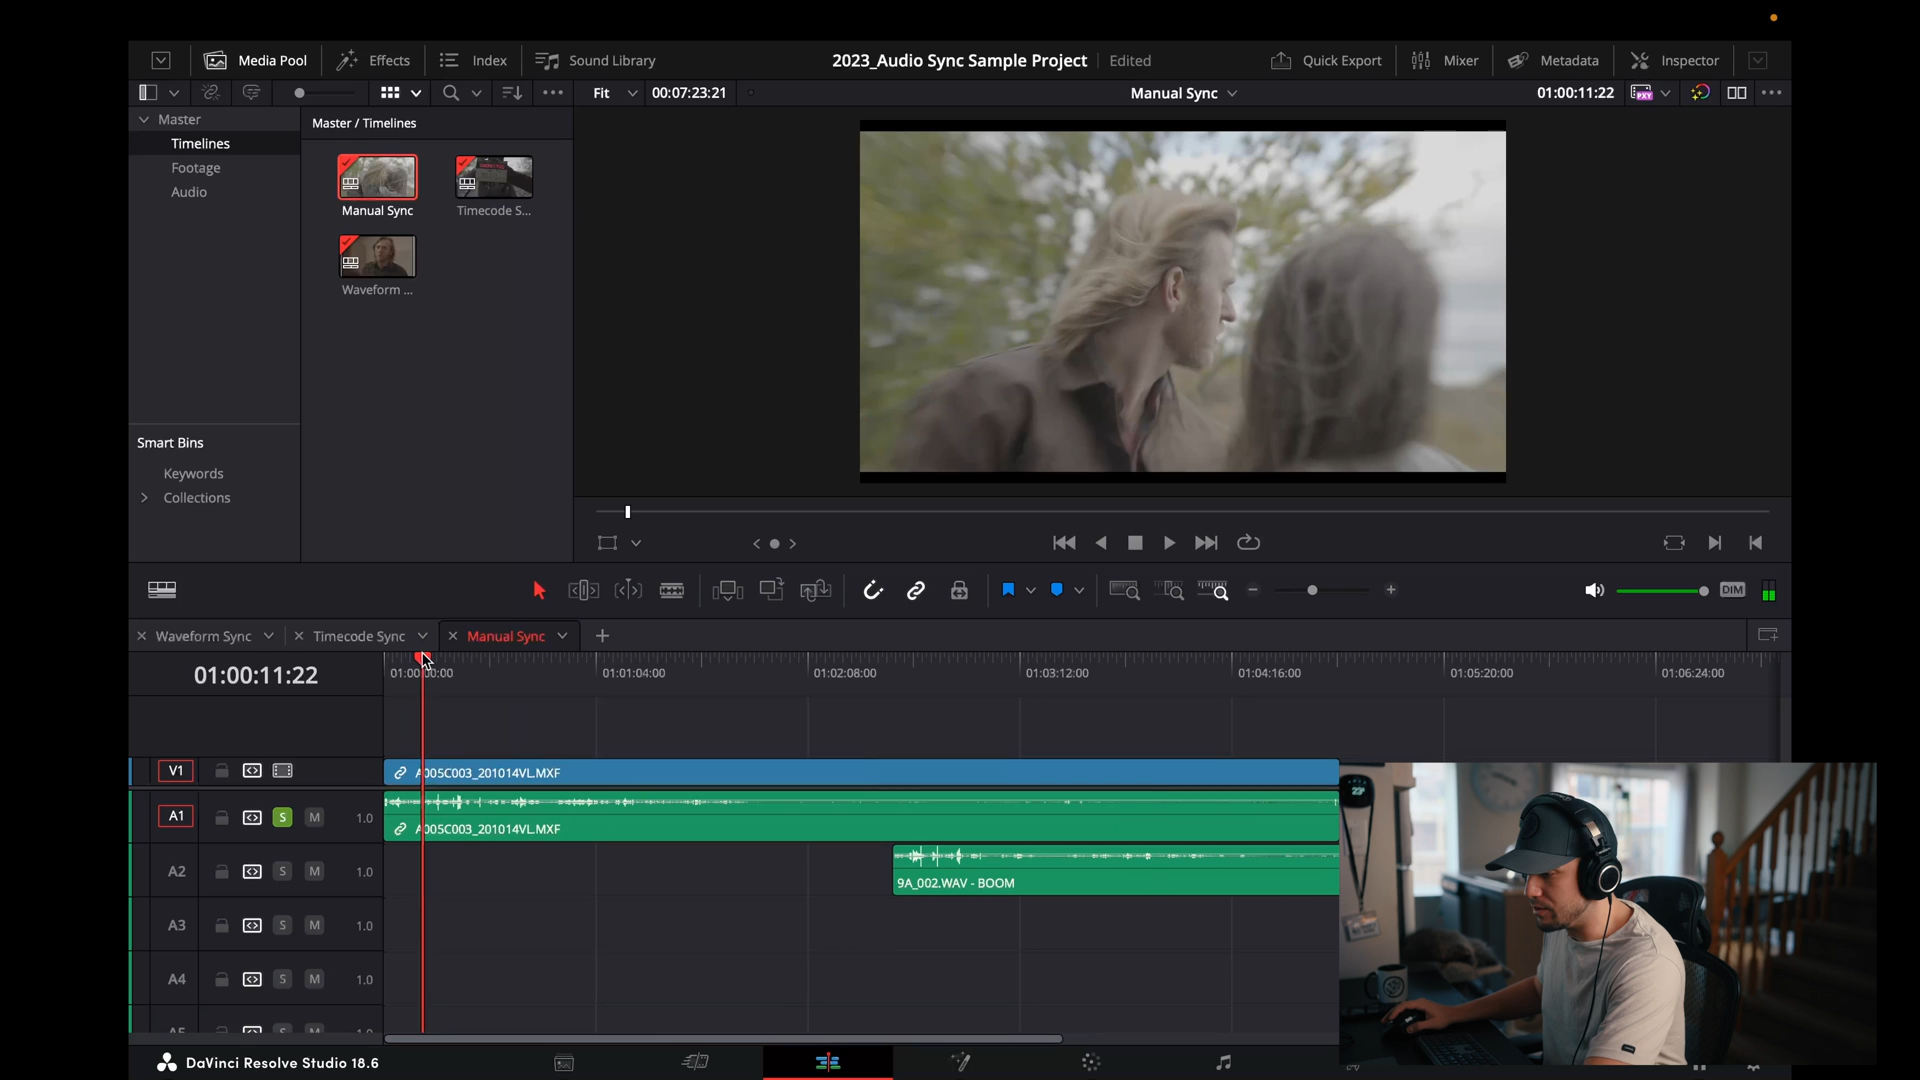 Media Pool Effects Index Sound Library 2023_Audio Sync Sample Project Edited Quick Export Mixer Metadata Inspector
Fit 00:07:23:21 Manual Sync 01:00:11:22 PXY
Master
Master / Timelines
Timelines
Footage
Audio
Manual Sync
Timecode S...
Waveform ...
Smart Bins
Keywords
Collections
DIM
Waveform Sync Timecode Sync Manual Sync
01:00:11:22
01:00:00:00 01:01:04:00 01:02:08:00 01:03:12:00 01:04:16:00 01:05:20:00 01:06:24:00
V1
A005C003_201014VL.MXF
A1 S M 1.0
A005C003_201014VL.MXF
A2 S M 1.0
9A_002.WAV - BOOM
A3 S M 1.0
A4 S M 1.0
A5 S M 1.0
DaVinci Resolve Studio 18.6
23°